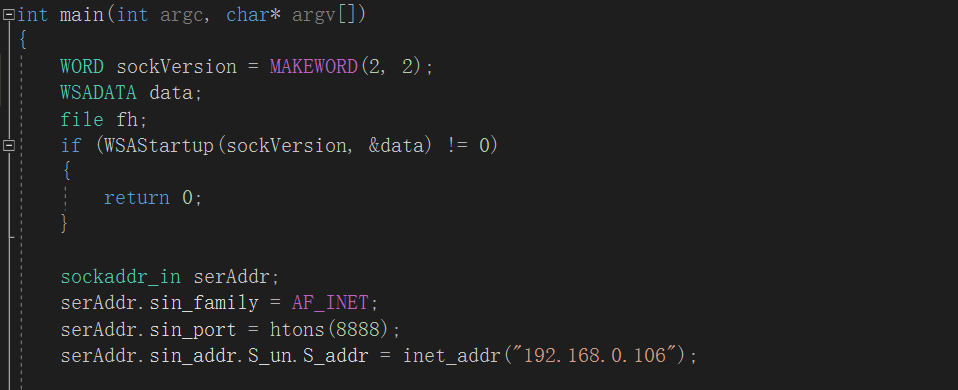 int main(int argc, char* argv[])
{
    WORD sockVersion = MAKEWORD(2, 2);
    WSADATA data;
    file fh;
    if (WSAStartup(sockVersion, &data) != 0)
    {
        return 0;
    }

    sockaddr_in serAddr;
    serAddr.sin_family = AF_INET;
    serAddr.sin_port = htons(8888);
    serAddr.sin_addr.S_un.S_addr = inet_addr("192.168.0.106");